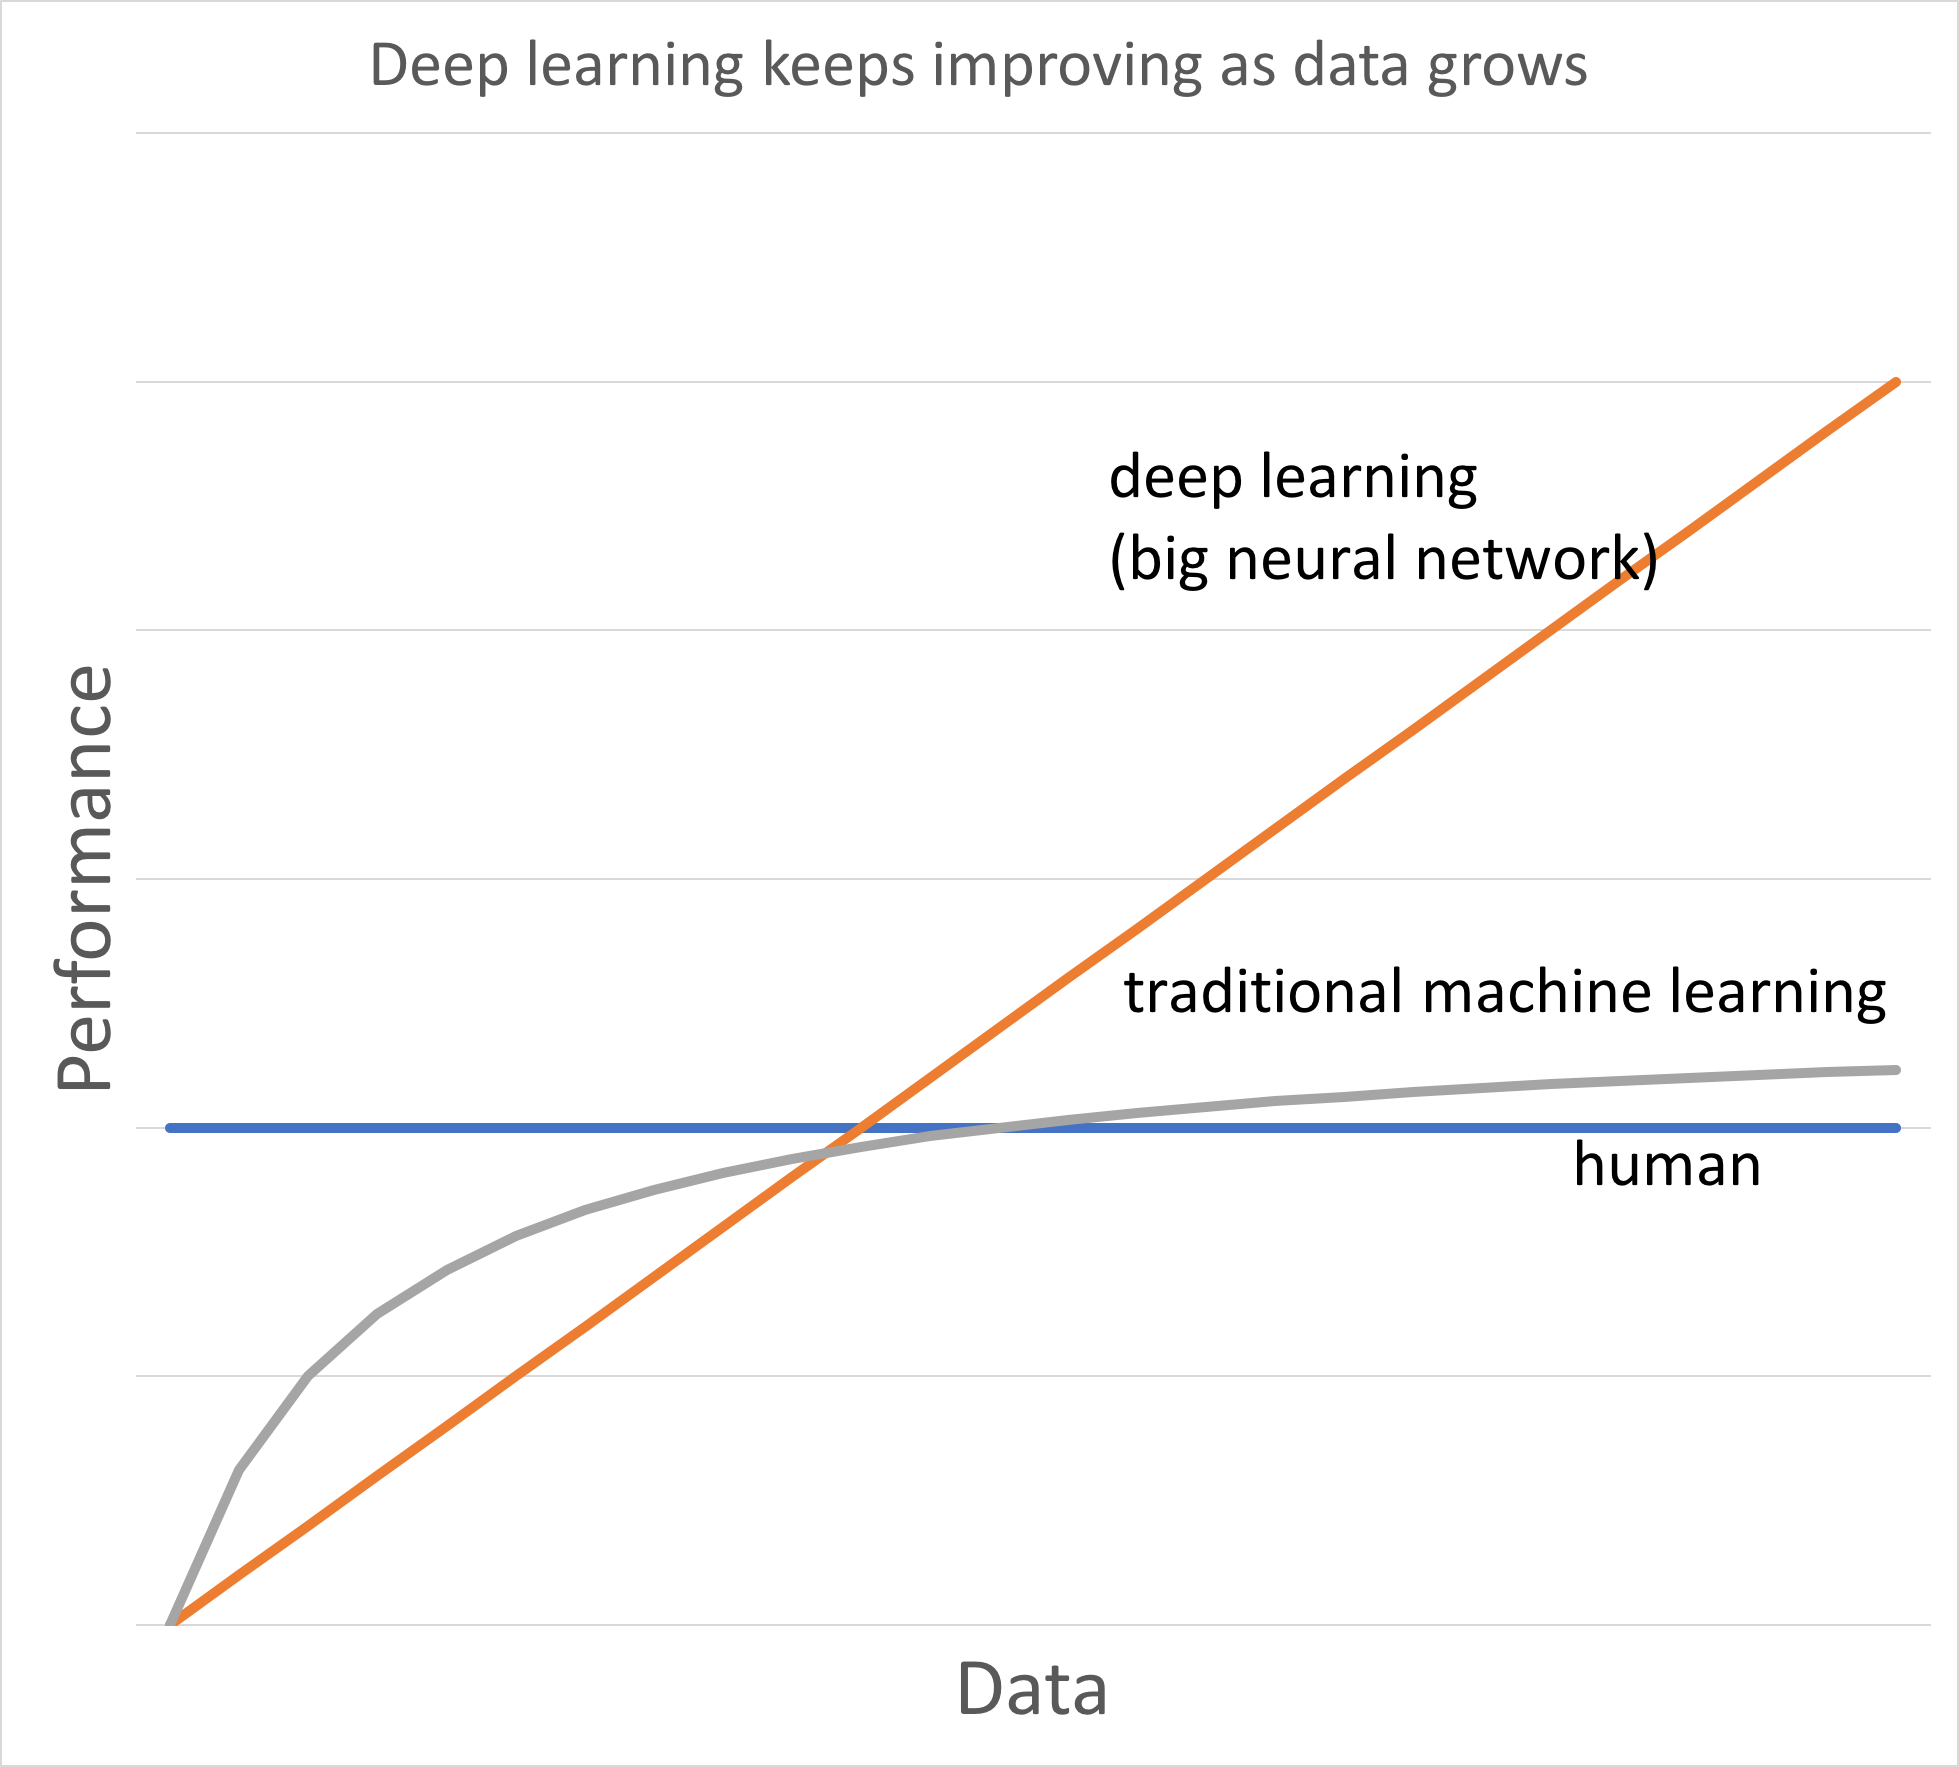 Deep learning keeps improving as data grows
deep learning
(big neural network)
Performance
traditional machine learning
human
Data